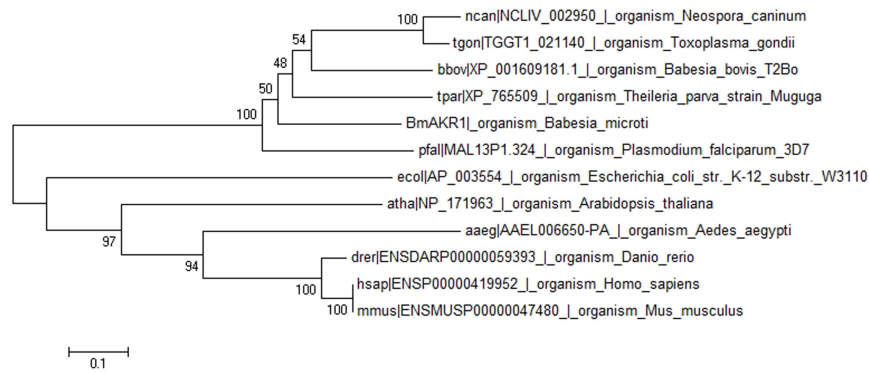 100
ncan|NCLIV_002950_|_organism_Neospora_caninum
tgon|TGGT1_021140_|_organism_Toxoplasma_gondii
54
bbov|XP_001609181.1_|_organism_Babesia_bovis_T2Bo
48
tpar|XP_765509_|_organism_Theileria_parva_strain_Muguga
50
BmAKR1|_organism_Babesia_microti
100
pfal|MAL13P1.324_|_organism_Plasmodium_falciparum_3D7
ecol|AP_003554_|_organism_Escherichia_coli_str._K-12_substr._W3110
atha|NP_171963_|_organism_Arabidopsis_thaliana
97
aaeg|AAEL006650-PA_|_organism_Aedes_aegypti
94
drer|ENSDARP00000059393_|_organism_Danio_rerio
100
hsap|ENSP00000419952_|_organism_Homo_sapiens
100
mmus|ENSMUSP00000047480_|_organism_Mus_musculus
0.1